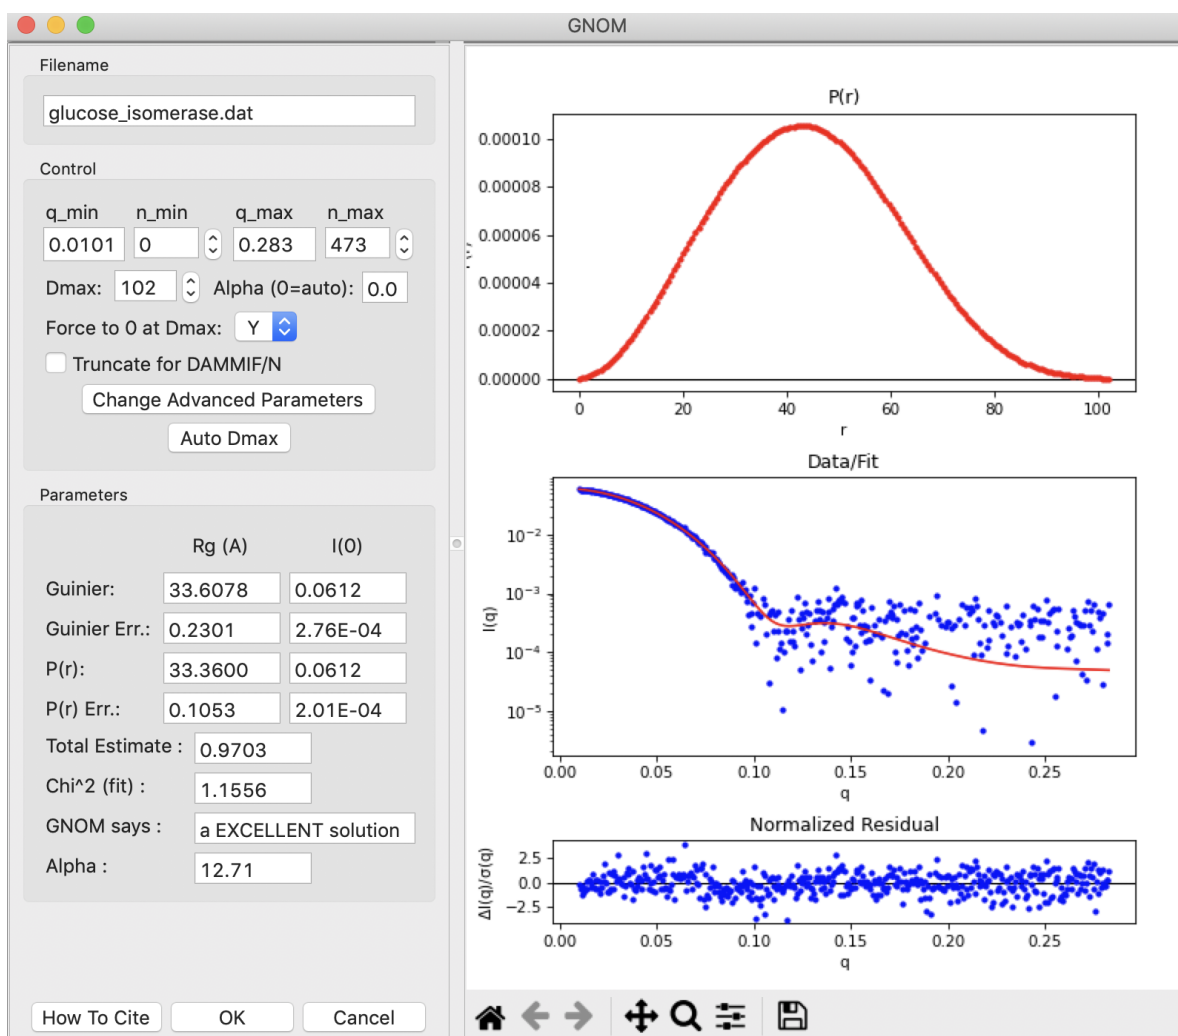 GNOM
Filename
glucose_isomerase.dat
Control
q_min n_min q_max n_max
0.0101 0 0.283 473
Dmax: 102 Alpha (0=auto): 0.0
Force to 0 at Dmax: Y
Truncate for DAMMIF/N
Change Advanced Parameters
Auto Dmax
Parameters
Rg (A) I(0)
Guinier: 33.6078 0.0612
Guinier Err.: 0.2301 2.76E-04
P(r): 33.3600 0.0612
P(r) Err.: 0.1053 2.01E-04
Total Estimate : 0.9703
Chi^2 (fit) : 1.1556
GNOM says : a EXCELLENT solution
Alpha : 12.71
How To Cite OK Cancel
P(r)
0.00010
0.00008
0.00006
0.00004
0.00002
0.00000
0 20 40 60 80 100
r
Data/Fit
I(q)
10⁻²
10⁻³
10⁻⁴
10⁻⁵
0.00 0.05 0.10 0.15 0.20 0.25
q
Normalized Residual
ΔI(q)/σ(q)
2.5
0.0
−2.5
0.00 0.05 0.10 0.15 0.20 0.25
q